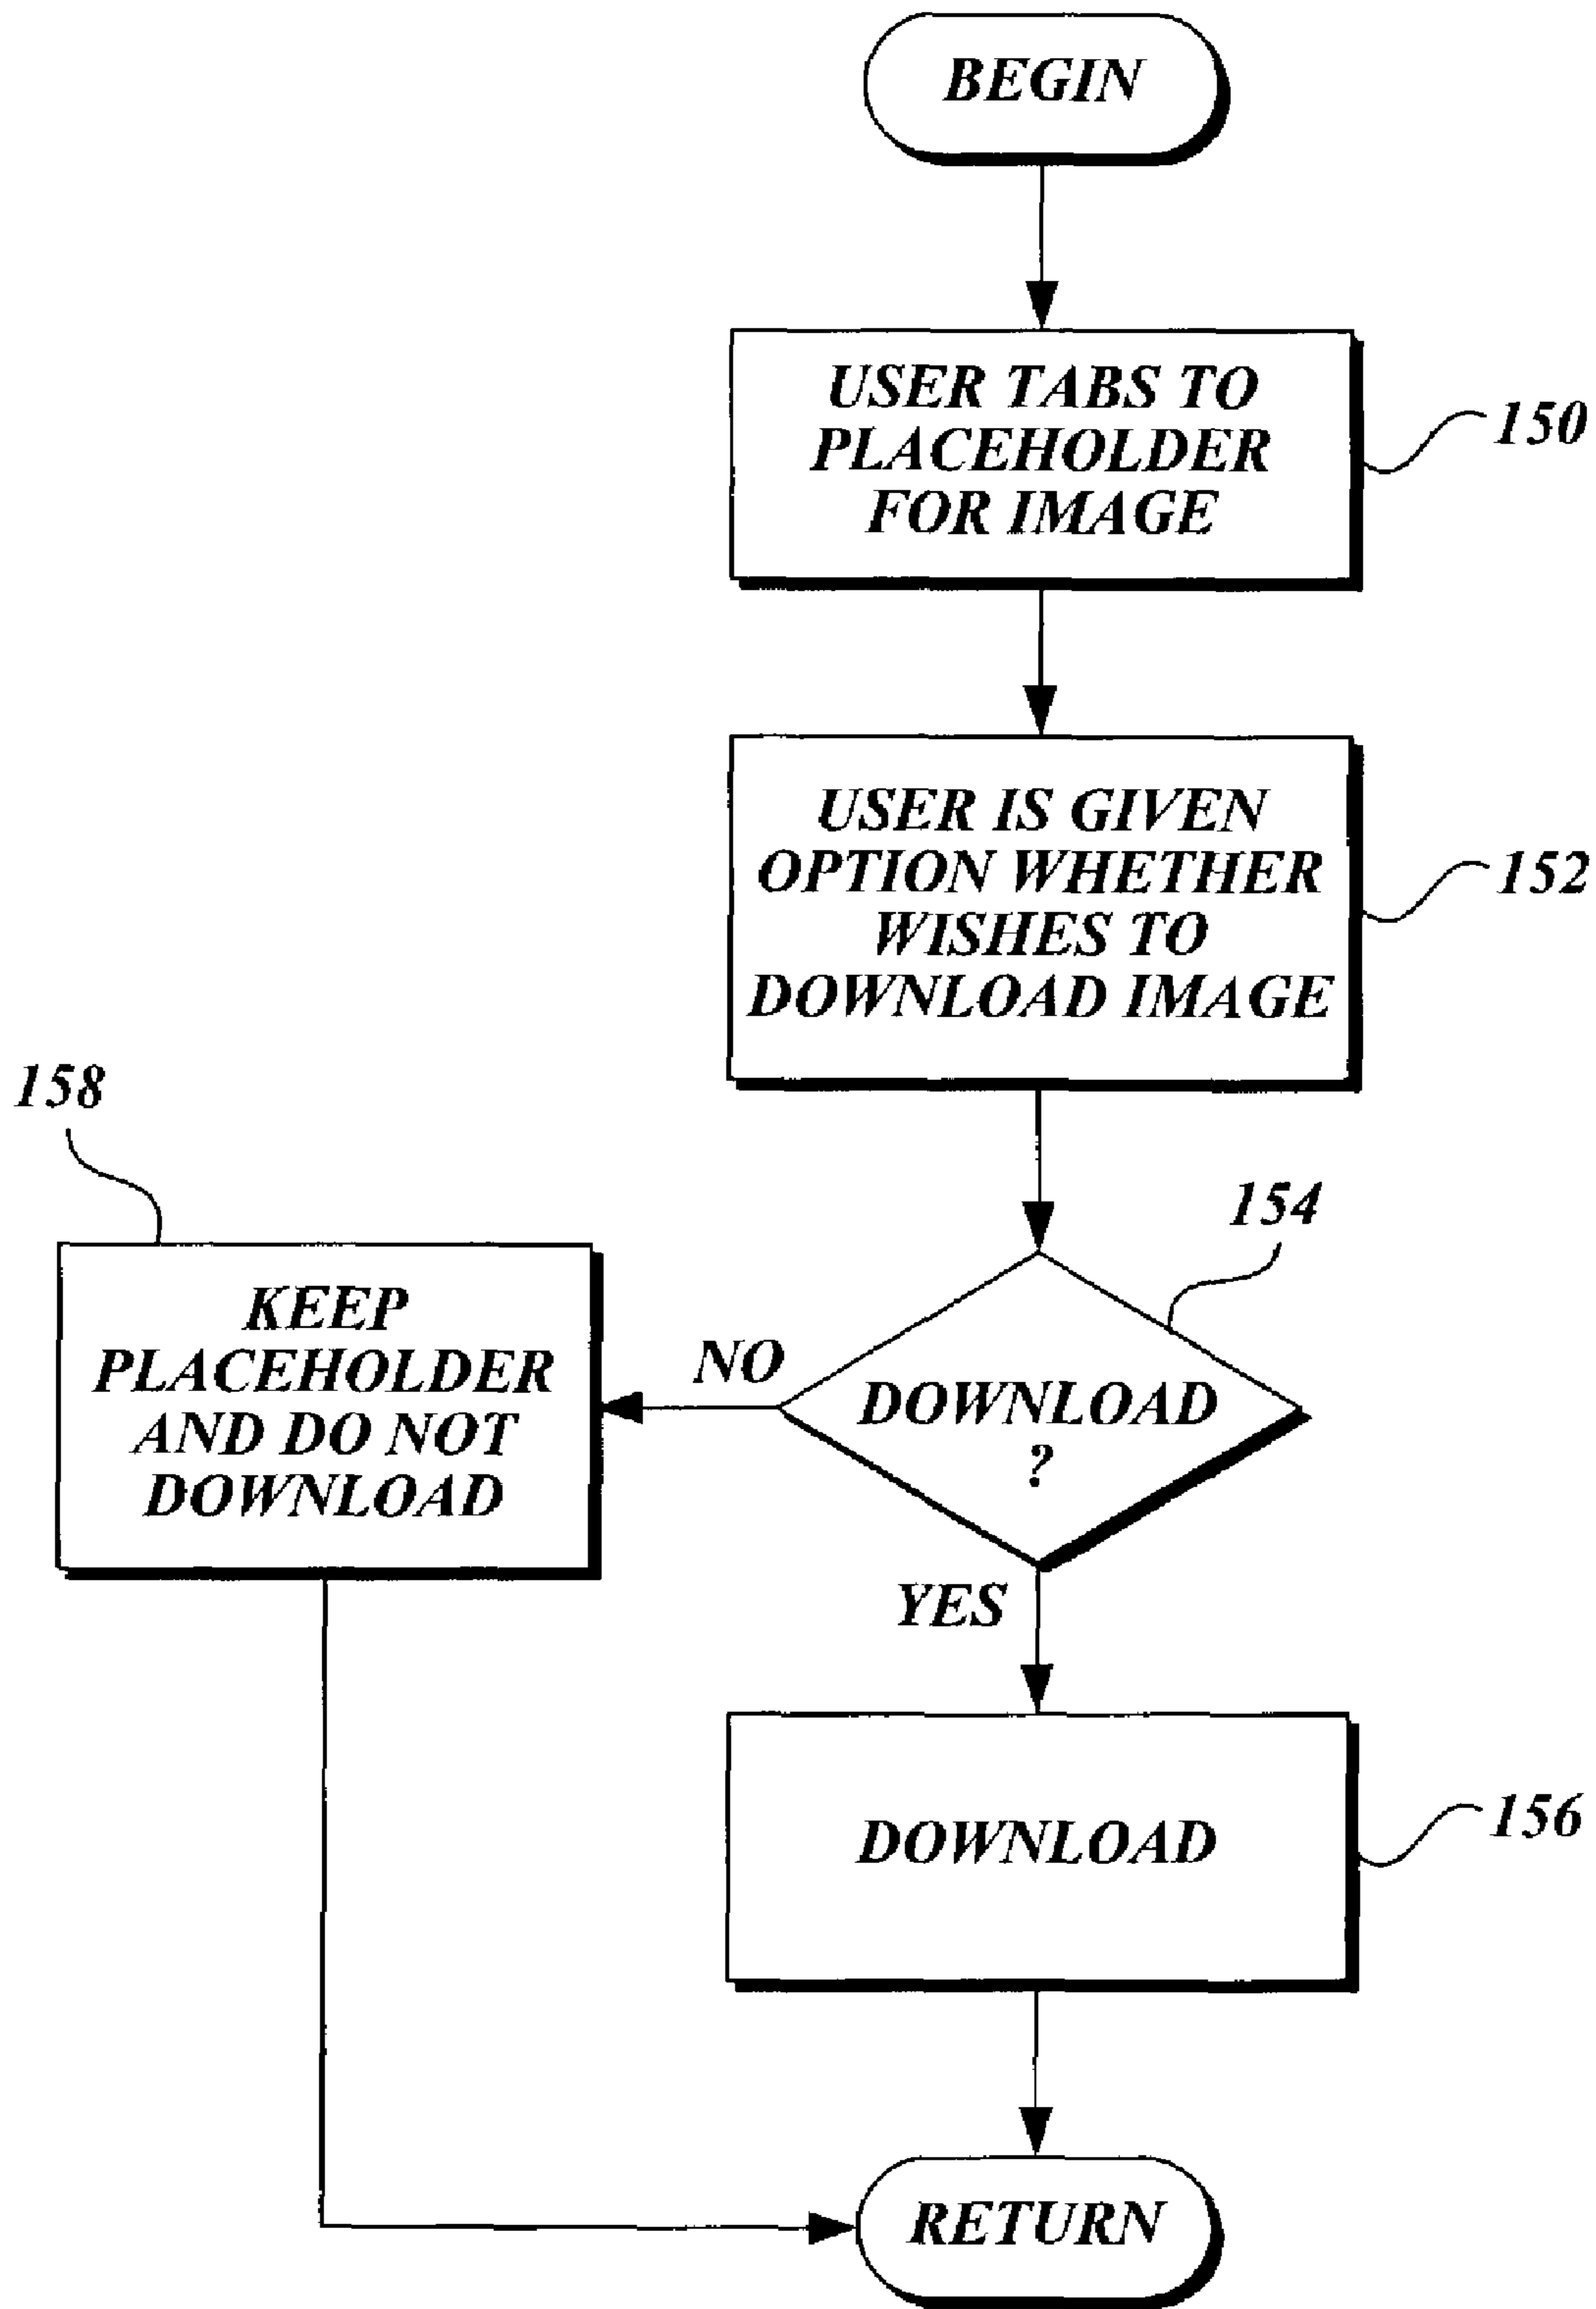 BEGIN
USER TABS TO
PLACEHOLDER
FOR IMAGE
150
USER IS GIVEN
OPTION WHETHER
WISHES TO
DOWNLOAD IMAGE
152
158
154
KEEP
PLACEHOLDER
AND DO NOT
DOWNLOAD
NO
DOWNLOAD
?
YES
DOWNLOAD
156
RETURN